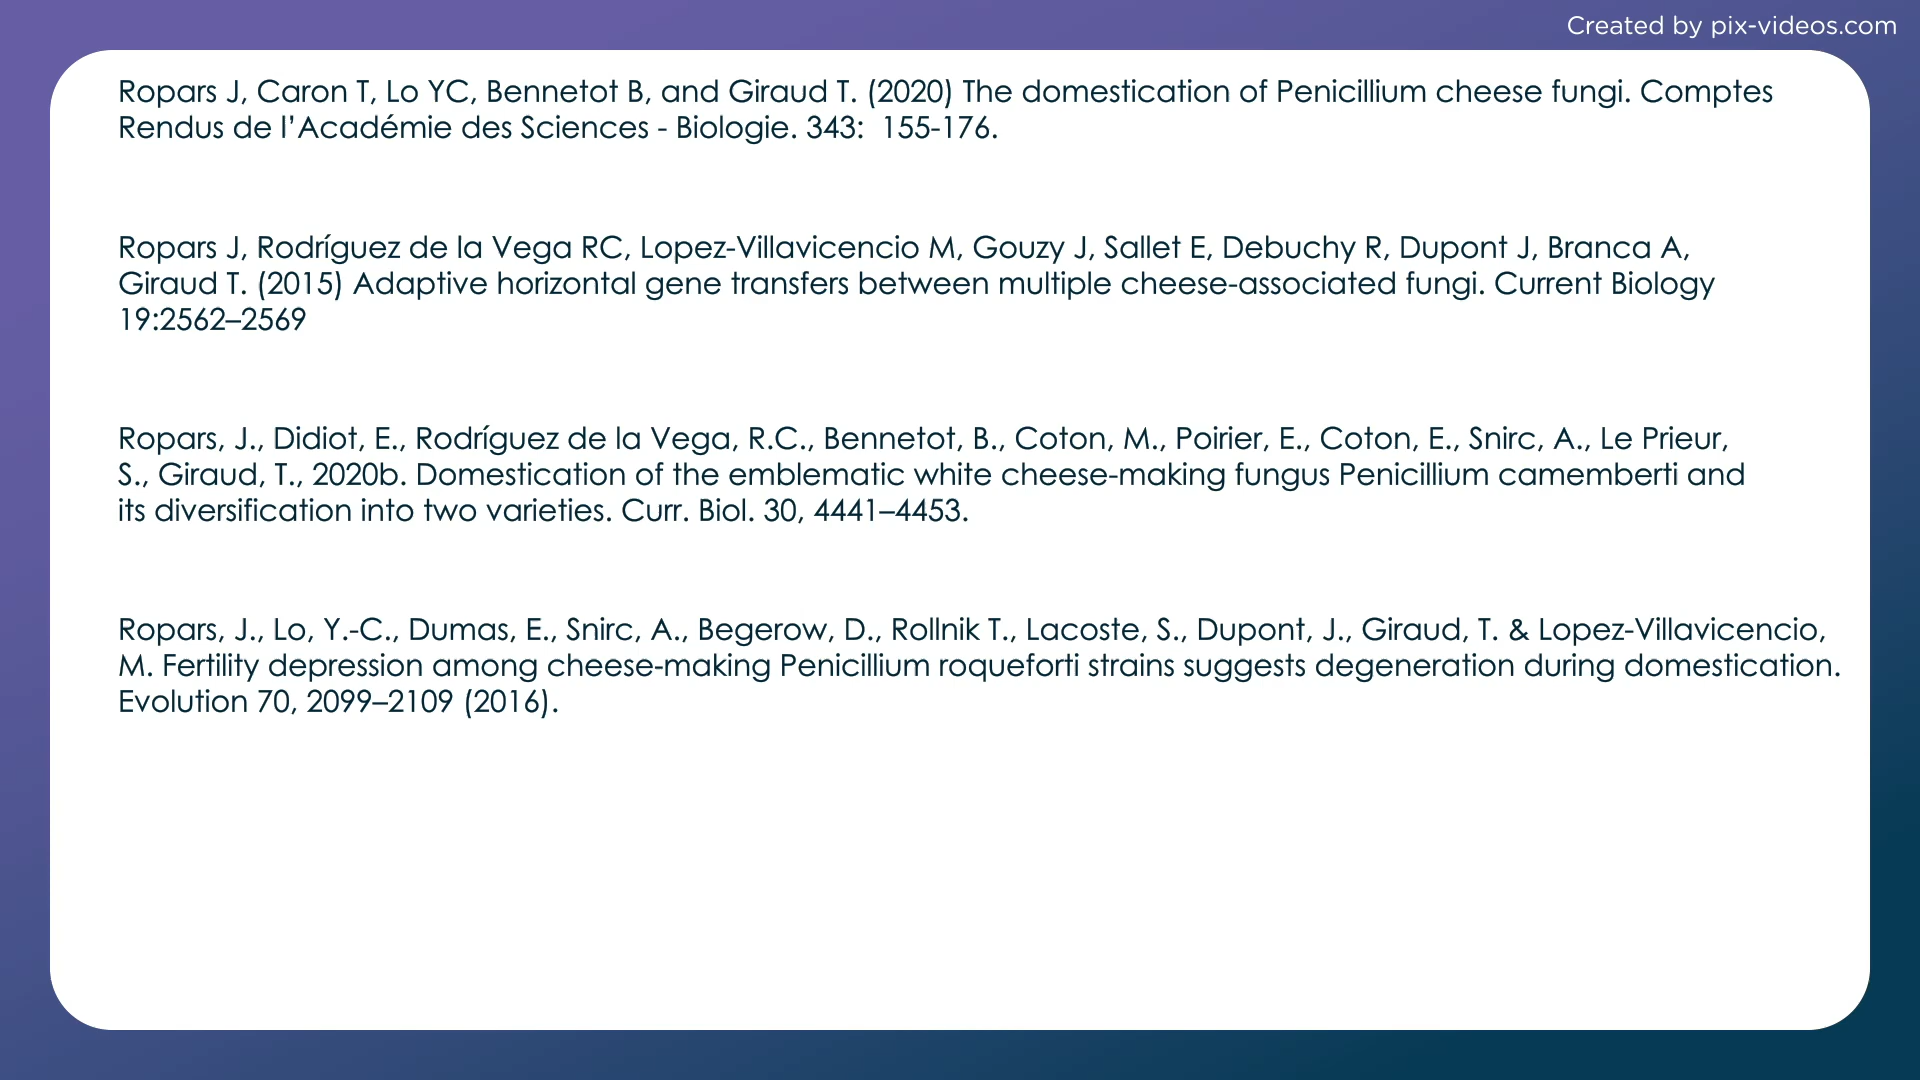 Created by pix-videos.com
Ropars J, Caron T, Lo YC, Bennetot B, and Giraud T. (2020) The domestication of Penicillium cheese fungi. Comptes
Rendus de l’Académie des Sciences - Biologie. 343:  155-176.
Ropars J, Rodríguez de la Vega RC, Lopez-Villavicencio M, Gouzy J, Sallet E, Debuchy R, Dupont J, Branca A,
Giraud T. (2015) Adaptive horizontal gene transfers between multiple cheese-associated fungi. Current Biology
19:2562–2569
Ropars, J., Didiot, E., Rodríguez de la Vega, R.C., Bennetot, B., Coton, M., Poirier, E., Coton, E., Snirc, A., Le Prieur,
S., Giraud, T., 2020b. Domestication of the emblematic white cheese-making fungus Penicillium camemberti and
its diversification into two varieties. Curr. Biol. 30, 4441–4453.
Ropars, J., Lo, Y.-C., Dumas, E., Snirc, A., Begerow, D., Rollnik T., Lacoste, S., Dupont, J., Giraud, T. & Lopez-Villavicencio,
M. Fertility depression among cheese-making Penicillium roqueforti strains suggests degeneration during domestication.
Evolution 70, 2099–2109 (2016).